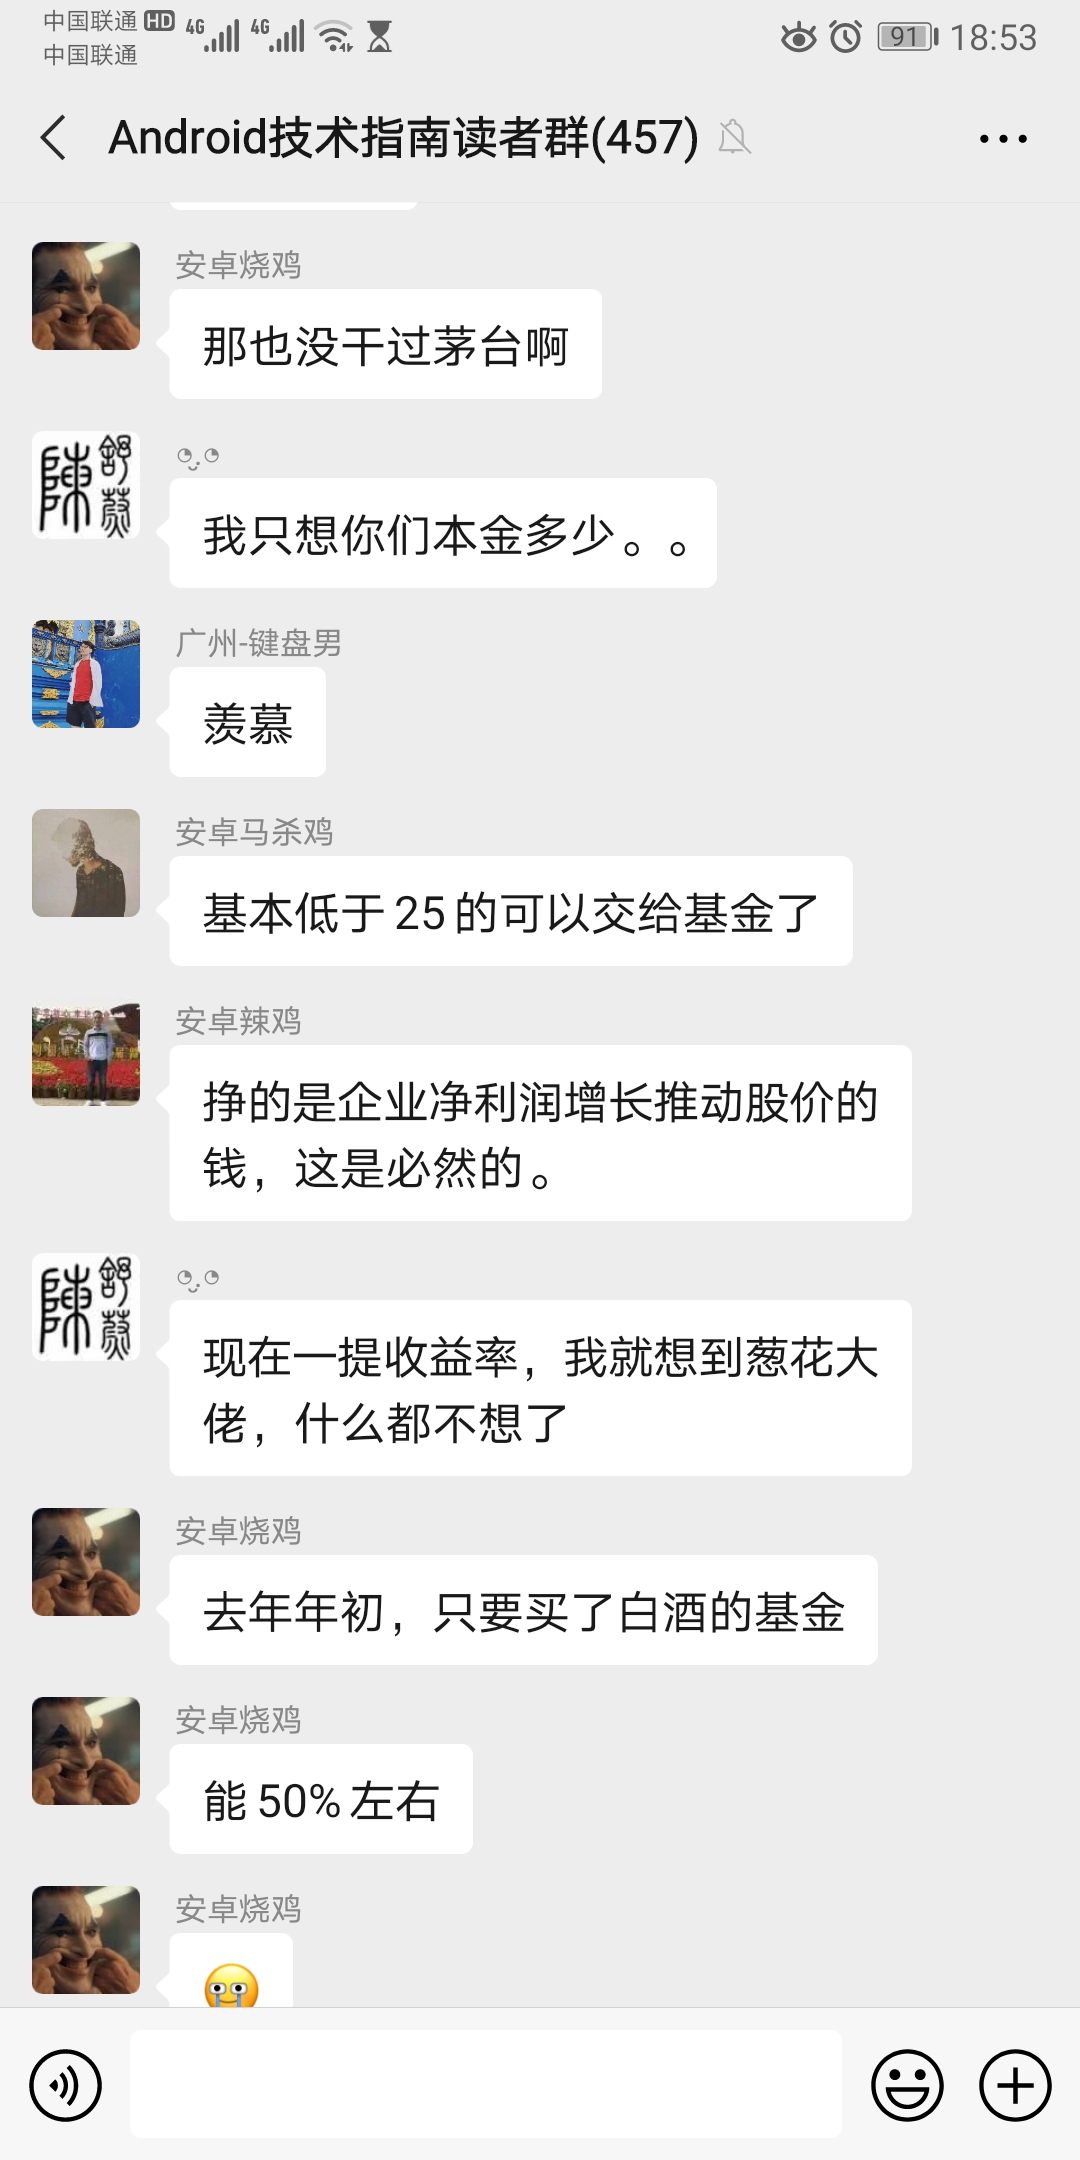 中国联通 HD 4G 4G 91 18:53
中国联通
Android技术指南读者群(457)
安卓烧鸡
那也没干过茅台啊
我只想你们本金多少。。
广州-键盘男
羡慕
安卓马杀鸡
基本低于25的可以交给基金了
安卓辣鸡
挣的是企业净利润增长推动股价的
钱，这是必然的。
现在一提收益率，我就想到葱花大
佬，什么都不想了
安卓烧鸡
去年年初，只要买了白酒的基金
安卓烧鸡
能50%左右
安卓烧鸡